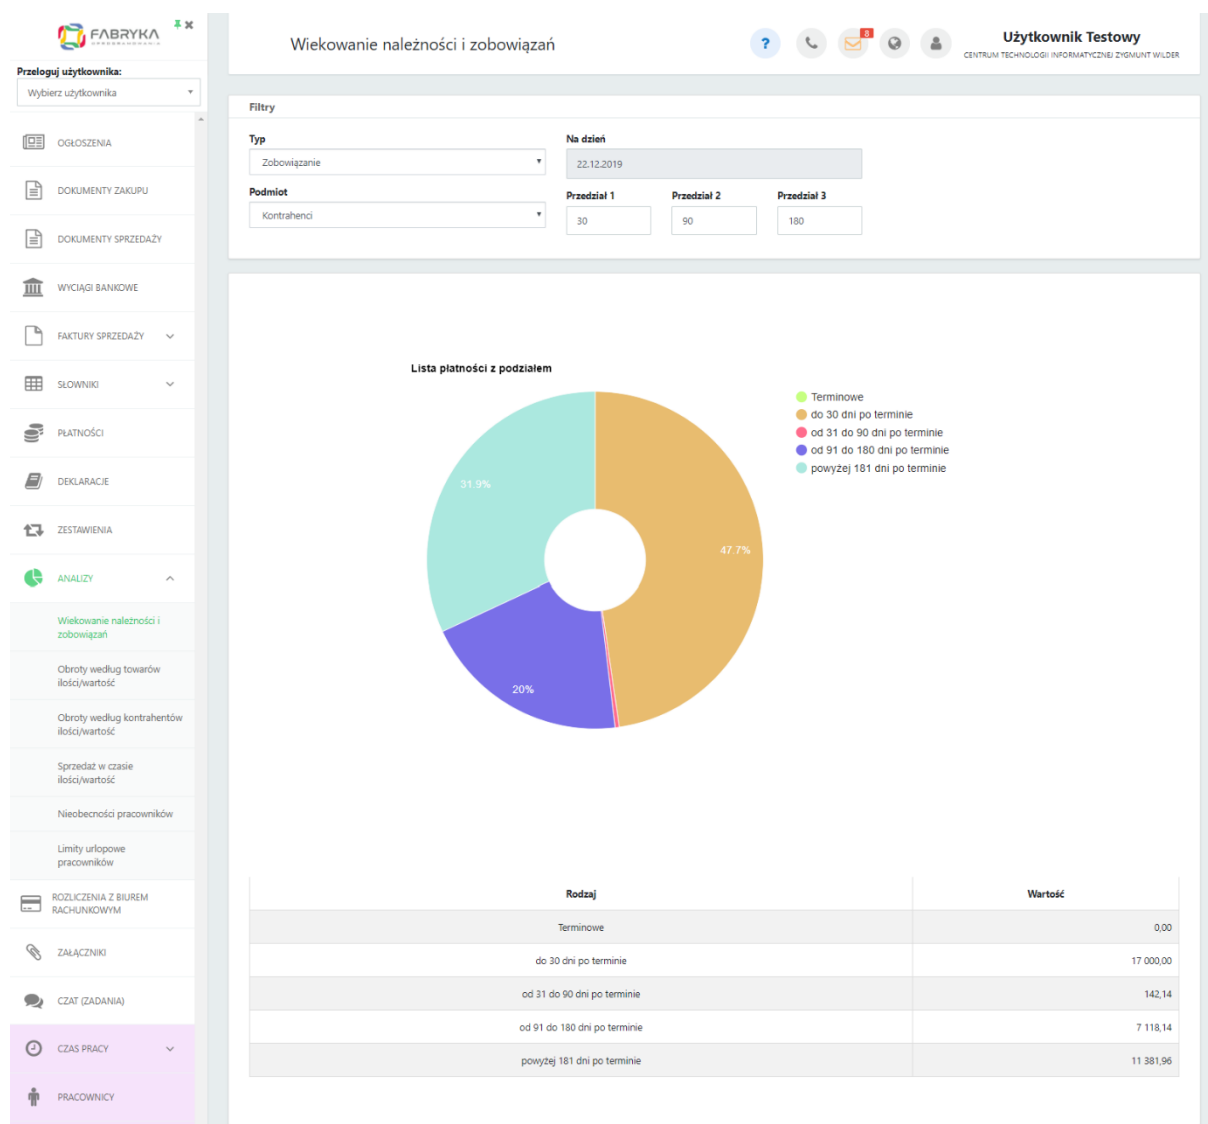 FABRYKA
OPROGRAMOWANIA
Przeloguj użytkownika:
Wybierz użytkownika
OGŁOSZENIA
DOKUMENTY ZAKUPU
DOKUMENTY SPRZEDAŻY
WYCIĄGI BANKOWE
FAKTURY SPRZEDAŻY
SŁOWNIKI
PŁATNOŚCI
DEKLARACJE
ZESTAWIENIA
ANALIZY
Wiekowanie należności i
zobowiązań
Obroty według towarów
ilości/wartość
Obroty według kontrahentów
ilości/wartość
Sprzedaż w czasie
ilości/wartość
Nieobecności pracowników
Limity urlopowe
pracowników
ROZLICZENIA Z BIUREM
RACHUNKOWYM
ZAŁĄCZNIKI
CZAT (ZADANIA)
CZAS PRACY
PRACOWNICY
Wiekowanie należności i zobowiązań
?
8
Użytkownik Testowy
CENTRUM TECHNOLOGII INFORMATYCZNEJ ZYGMUNT WILDER
Filtry
Typ
Zobowiązanie
Na dzień
22.12.2019
Podmiot
Kontrahenci
Przedział 1 Przedział 2 Przedział 3
30 90 180
Lista płatności z podziałem
Terminowe
do 30 dni po terminie
od 31 do 90 dni po terminie
od 91 do 180 dni po terminie
powyżej 181 dni po terminie
31.9%
47.7%
20%
Rodzaj Wartość
Terminowe 0,00
do 30 dni po terminie 17 000,00
od 31 do 90 dni po terminie 142,14
od 91 do 180 dni po terminie 7 118,14
powyżej 181 dni po terminie 11 381,96